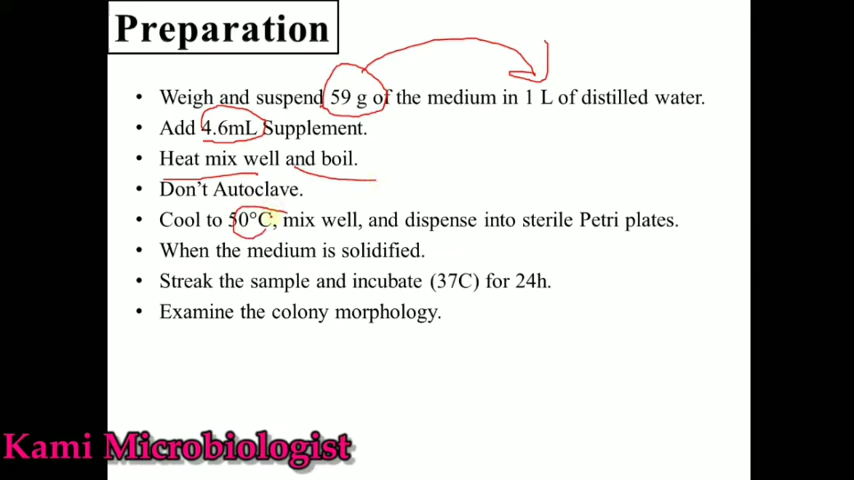 Preparation
• Weigh and suspend 59 g of the medium in 1 L of distilled water.
• Add 4.6mL Supplement.
• Heat mix well and boil.
• Don't Autoclave.
• Cool to 50°C, mix well, and dispense into sterile Petri plates.
• When the medium is solidified.
• Streak the sample and incubate (37C) for 24h.
• Examine the colony morphology.
Kami Microbiologist